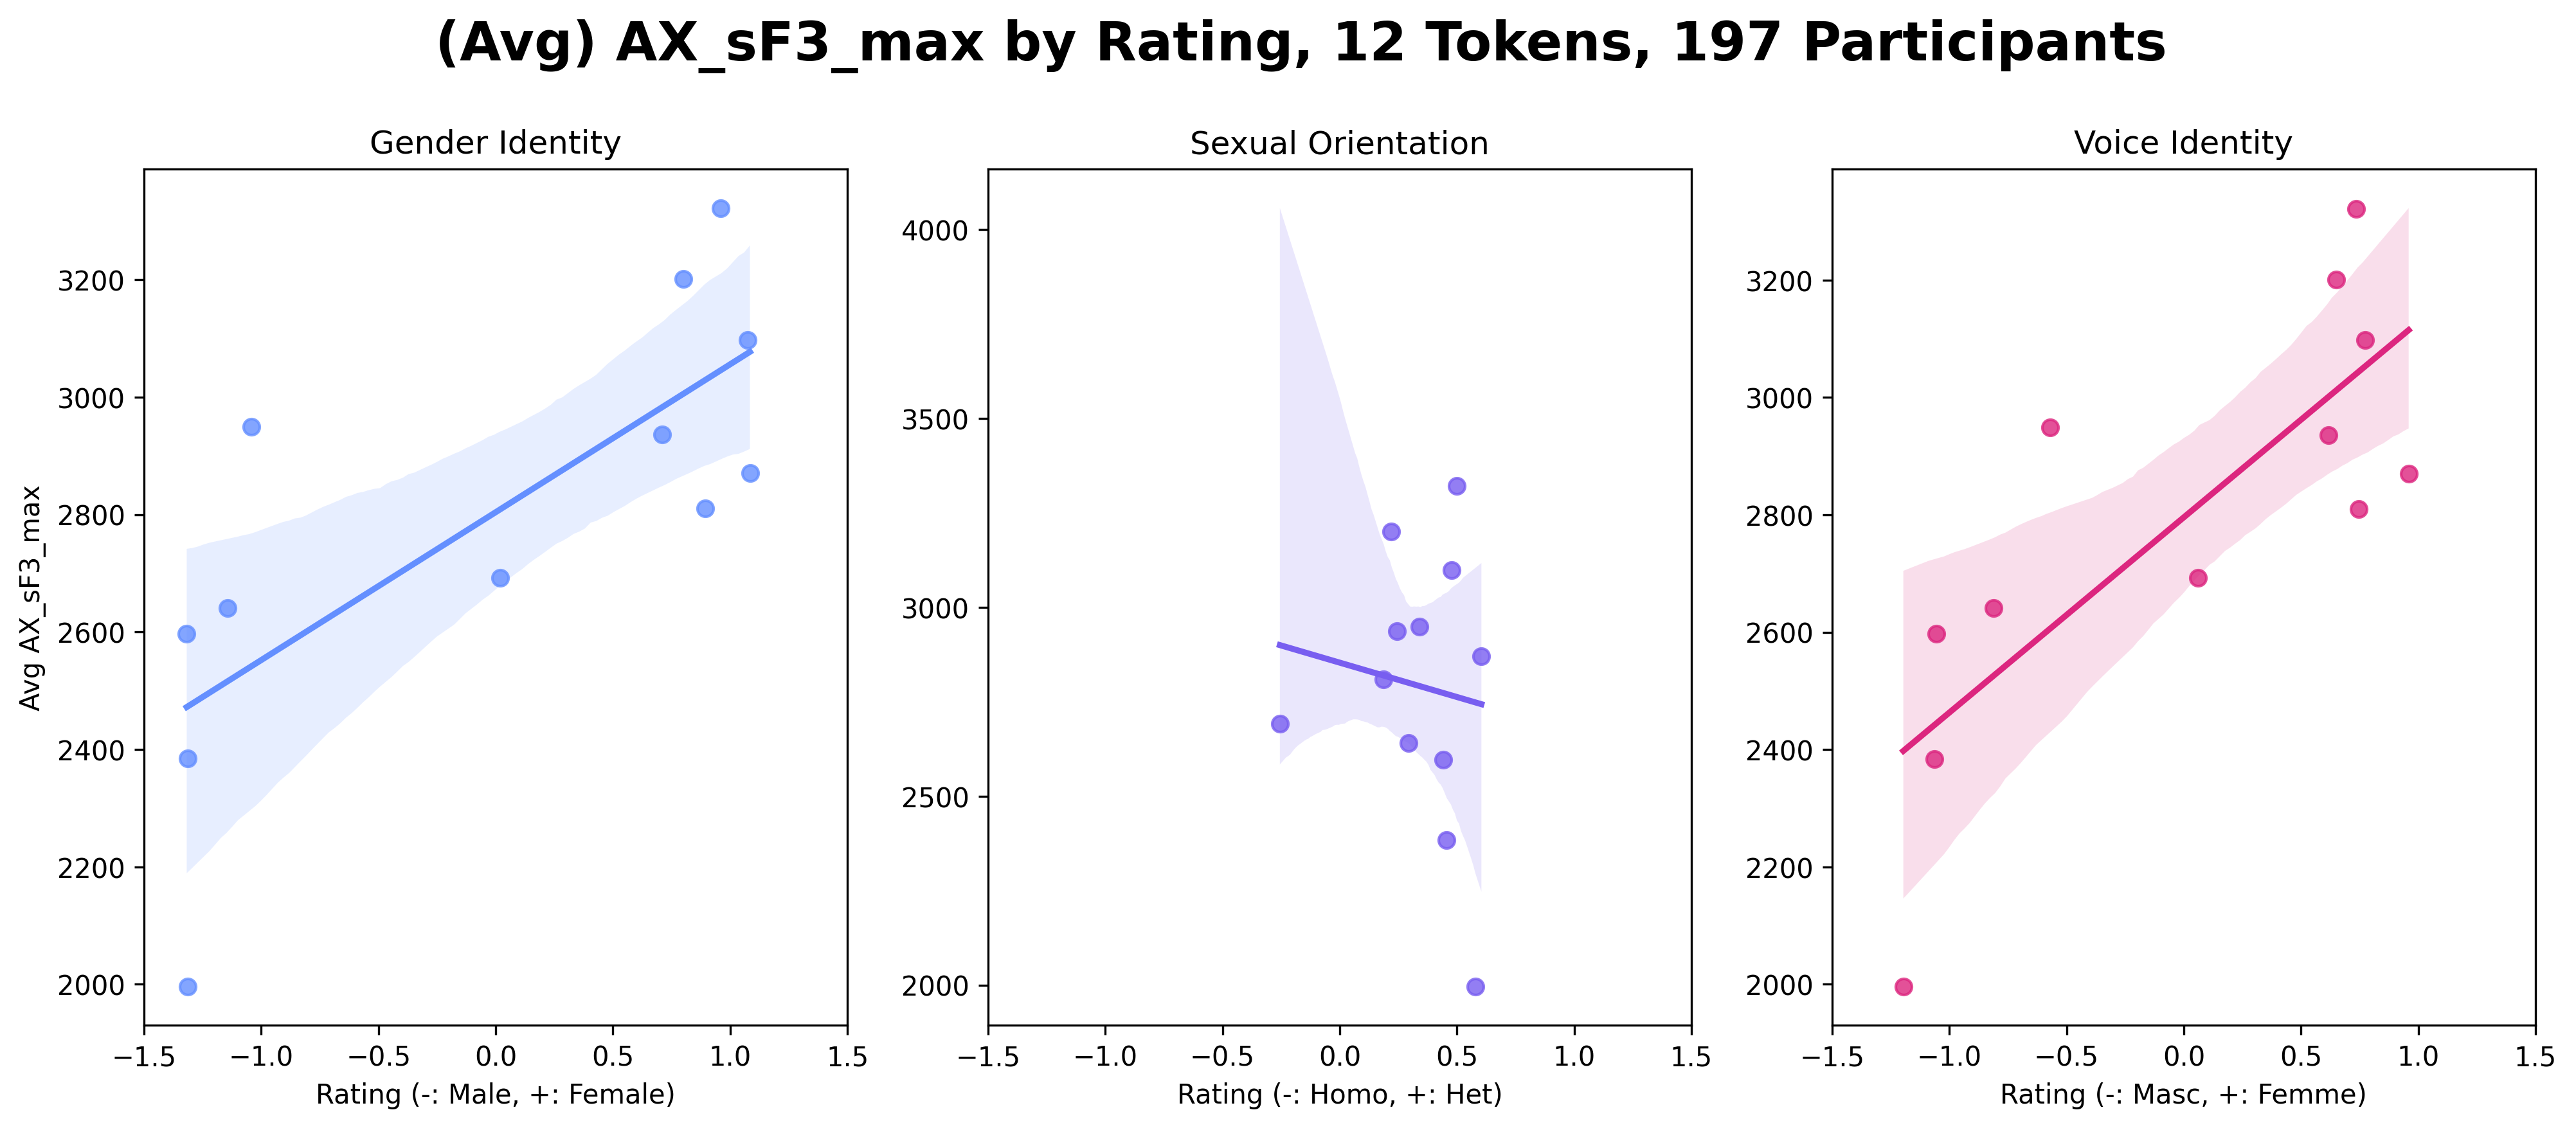 (Avg) AX_sF3_max by Rating, 12 Tokens, 197 Participants
Gender Identity
Sexual Orientation
Voice Identity
Avg AX_sF3_max
3200
3000
2800
2600
2400
2200
2000
−1.5 −1.0 −0.5 0.0 0.5 1.0 1.5
Rating (-: Male, +: Female)
4000
3500
3000
2500
2000
−1.5 −1.0 −0.5 0.0 0.5 1.0 1.5
Rating (-: Homo, +: Het)
3200
3000
2800
2600
2400
2200
2000
−1.5 −1.0 −0.5 0.0 0.5 1.0 1.5
Rating (-: Masc, +: Femme)